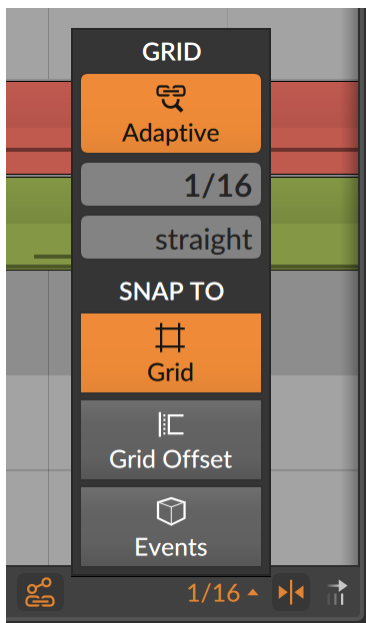 GRID
Adaptive
1/16
straight
SNAP TO
Grid
Grid Offset
Events
1/16